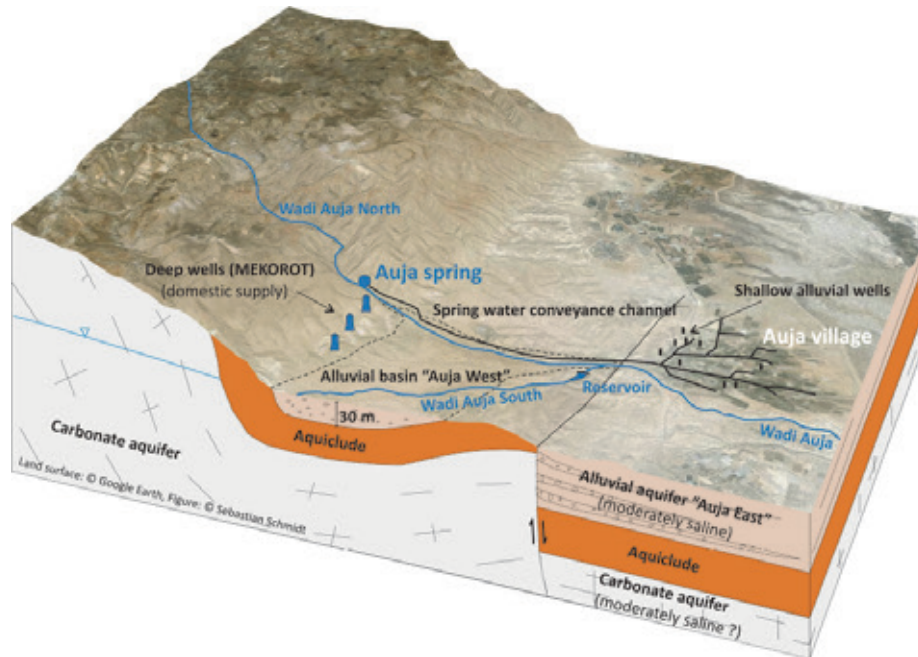 Wadi Auja North
Deep wells (MEKOROT)
(domestic supply)
Auja spring
Spring water conveyance channel
Shallow alluvial wells
Auja village
Alluvial basin "Auja West"
Reservoir
Wadi Auja South
30 m
Wadi Auja
Aquiclude
Carbonate aquifer
Alluvial aquifer "Auja East"
(moderately saline)
Aquiclude
Carbonate aquifer
(moderately saline ?)
Land surface: © Google Earth, Figure: © Sebastian Schmidt